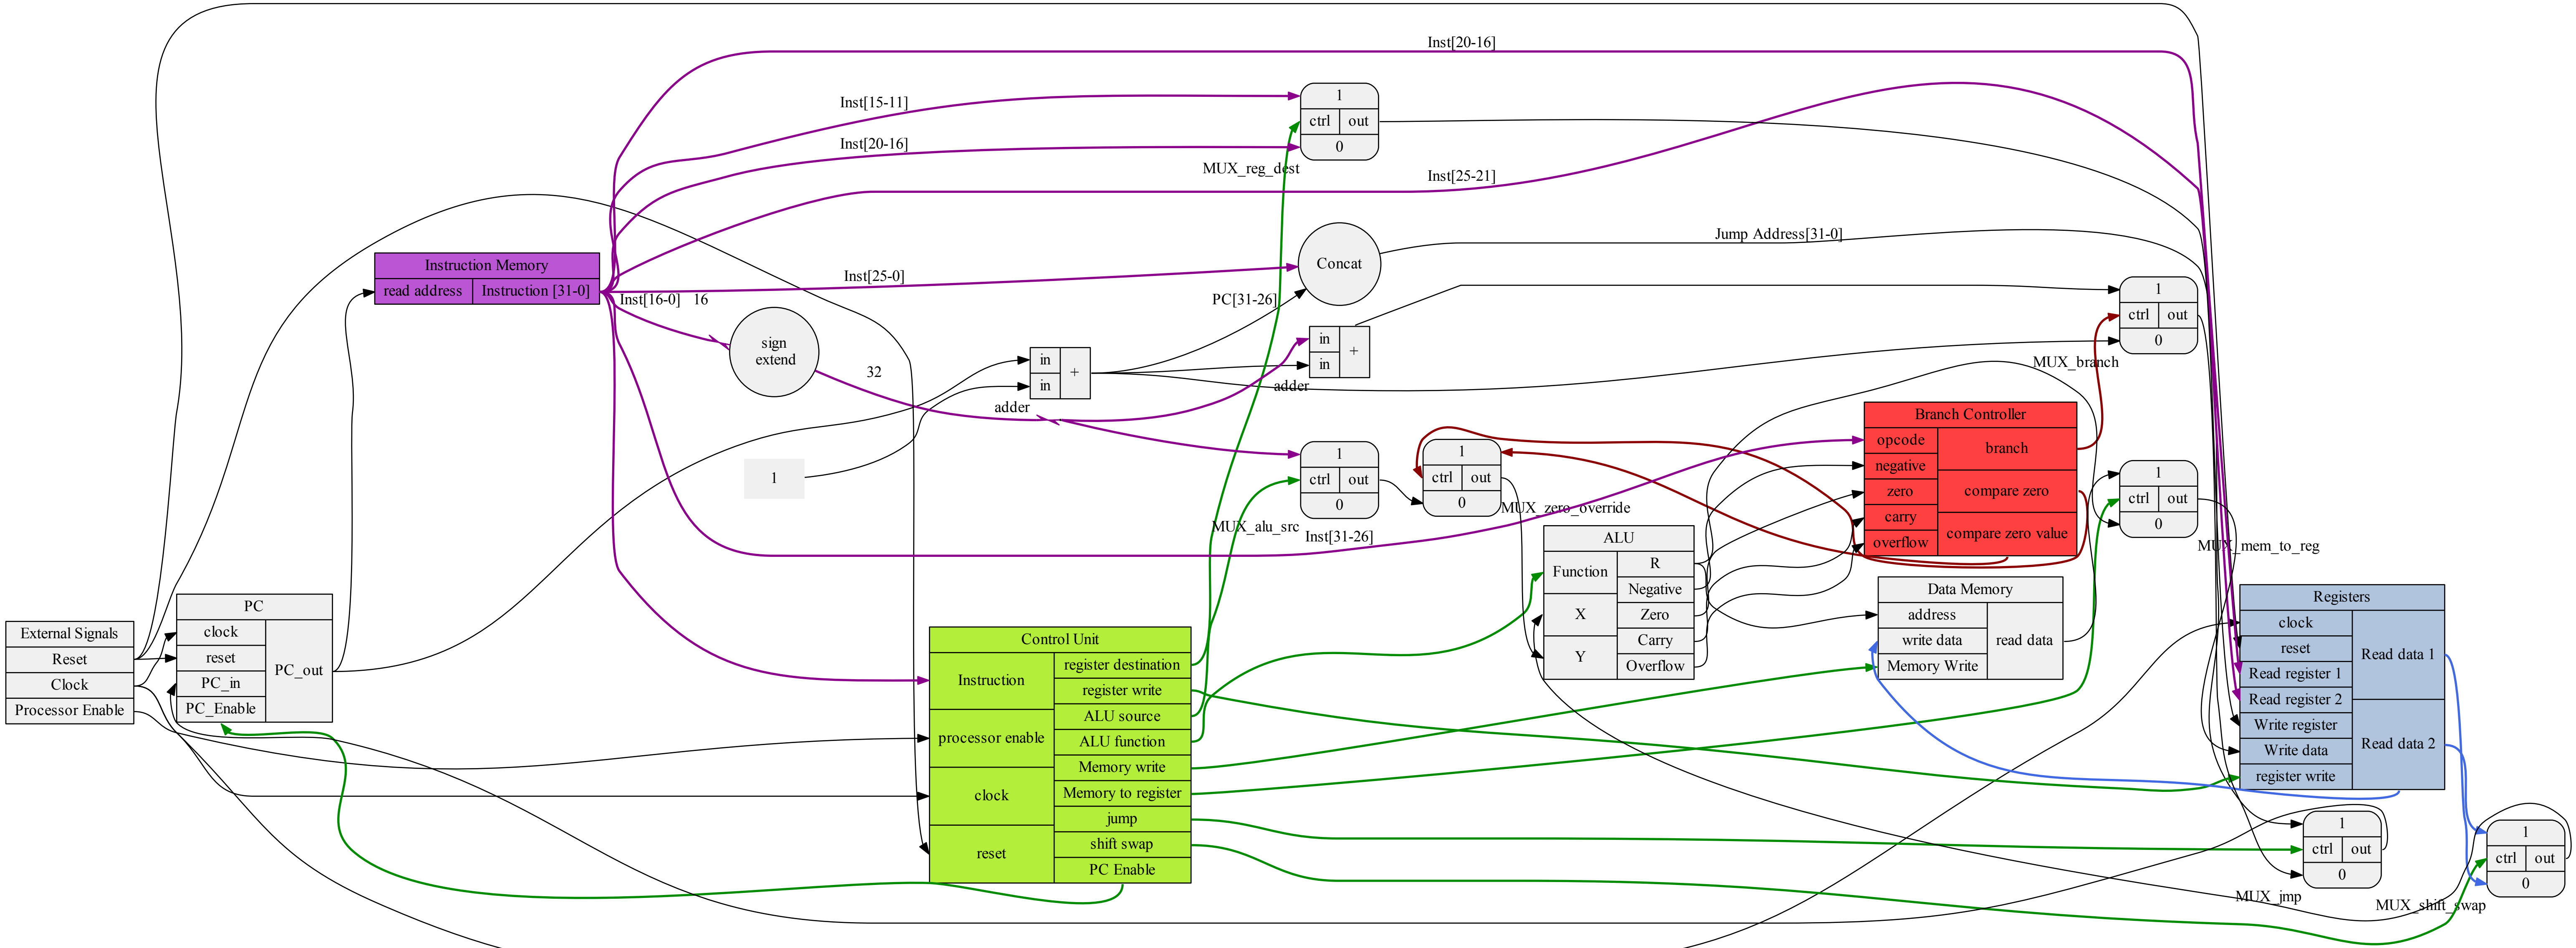 Inst[20-16]
1
ctrl out
0
MUX_reg_dest
Inst[15-11]
Inst[20-16]
Inst[25-21]
Instruction Memory
read address Instruction [31-0]
Inst[25-0]
Concat
Jump Address[31-0]
Inst[16-0] 16
PC[31-26]
sign
extend
32
in
in
+
adder
in
in
+
adder
1
ctrl out
0
MUX_branch
1
1
ctrl out
0
MUX_alu_src
1
ctrl out
0
MUX_zero_override
Inst[31-26]
Branch Controller
opcode
negative
zero
carry
overflow
branch
compare zero
compare zero value
1
ctrl out
0
MUX_mem_to_reg
ALU
Function
X
Y
R
Negative
Zero
Carry
Overflow
Data Memory
address
write data
Memory Write
read data
External Signals
Reset
Clock
Processor Enable
PC
clock
reset
PC_in
PC_Enable
PC_out
Control Unit
Instruction
processor enable
clock
reset
register destination
register write
ALU source
ALU function
Memory write
Memory to register
jump
shift swap
PC Enable
Registers
clock
reset
Read register 1
Read register 2
Write register
Write data
register write
Read data 1
Read data 2
1
ctrl out
0
MUX_jmp
1
ctrl out
0
MUX_shift_swap